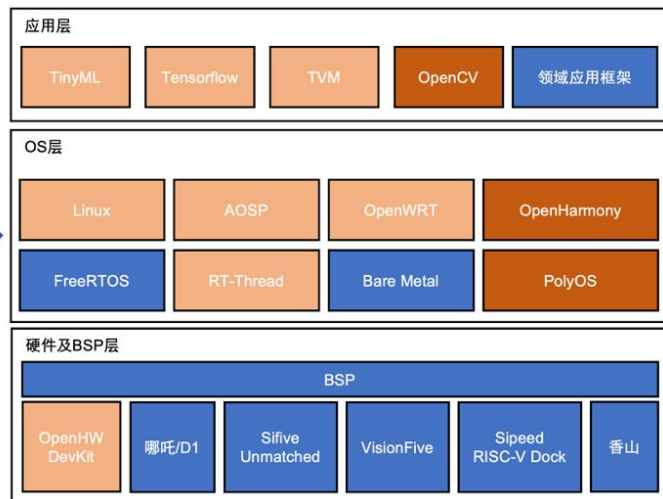 应用层
TinyML
Tensorflow
TVM
OpenCV
领域应用框架
OS层
Linux
AOSP
OpenWRT
OpenHarmony
FreeRTOS
RT-Thread
Bare Metal
PolyOS
硬件及BSP层
BSP
OpenHW
DevKit
哪吒/D1
Sifive
Unmatched
VisionFive
Sipeed
RISC-V Dock
香山